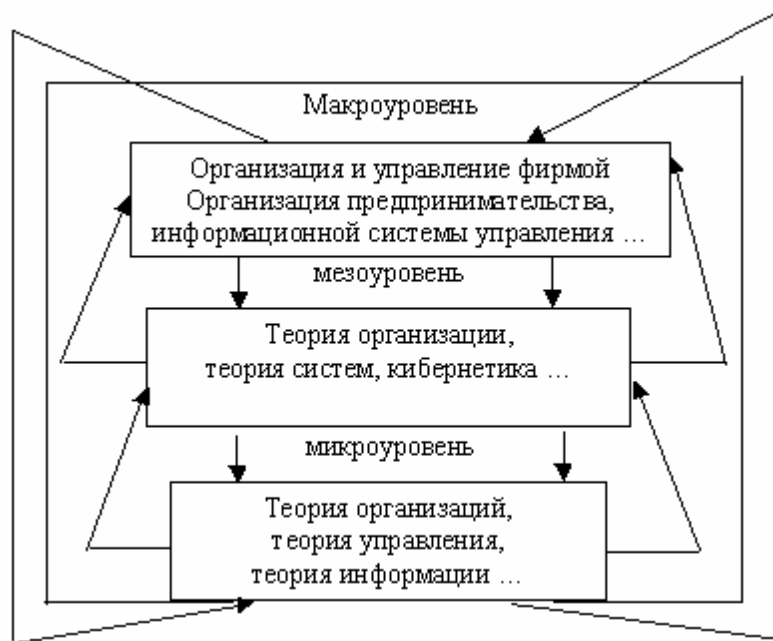 Макроуровень
Организация и управление фирмой
Организация предпринимательства,
информационной системы управления ...
мезоуровень
Теория организации,
теория систем, кибернетика ...
микроуровень
Теория организаций,
теория управления,
теория информации ...